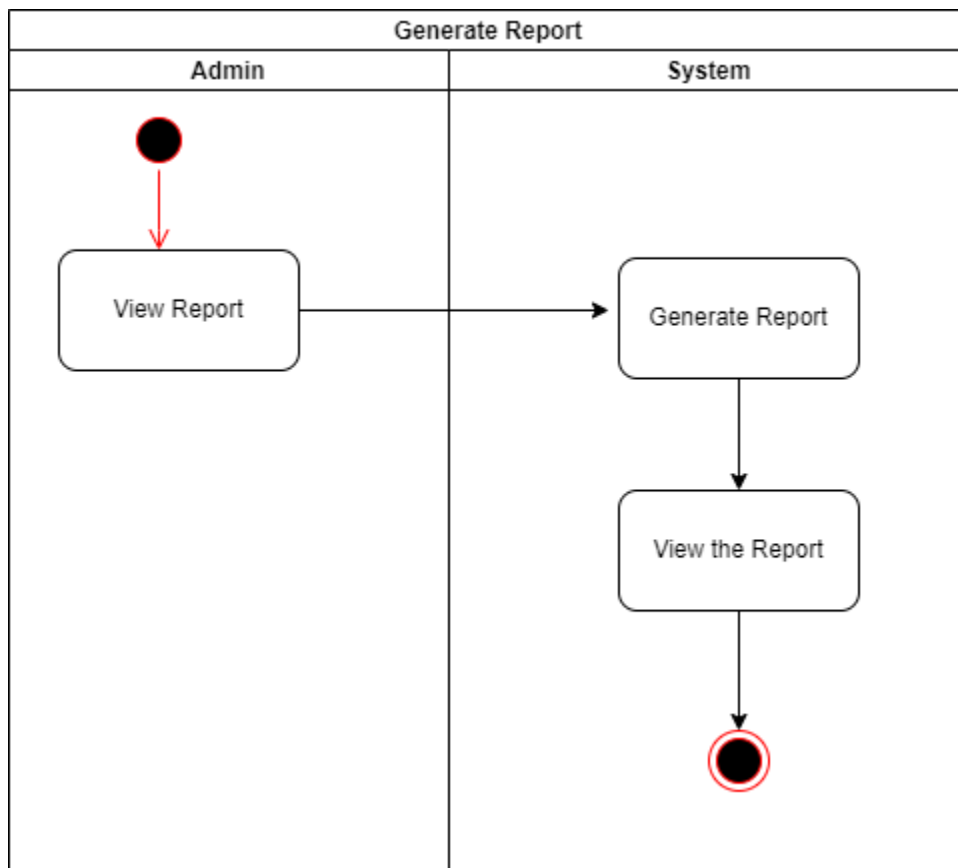 Generate Report
Admin
System
View Report
Generate Report
View the Report